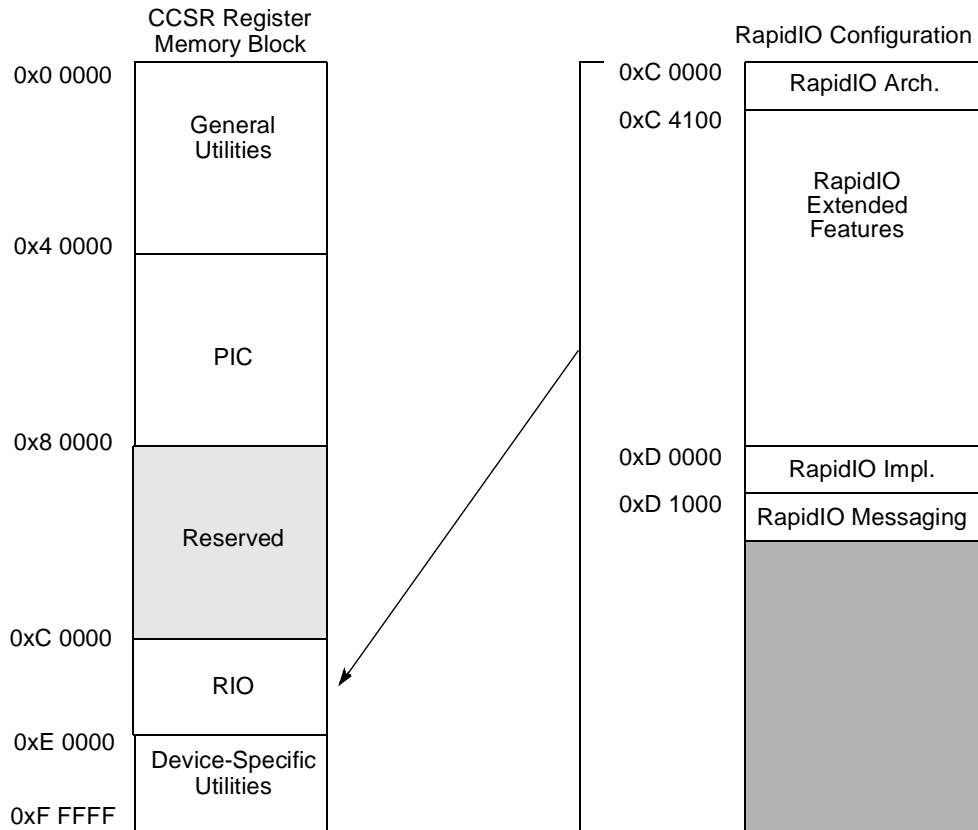 CCSR Register
Memory Block
0x0 0000
General
Utilities
0x4 0000
PIC
0x8 0000
Reserved
0xC 0000
RIO
0xE 0000
Device-Specific
Utilities
0xF FFFF
RapidIO Configuration
0xC 0000
RapidIO Arch.
0xC 4100
RapidIO
Extended
Features
0xD 0000
RapidIO Impl.
0xD 1000
RapidIO Messaging